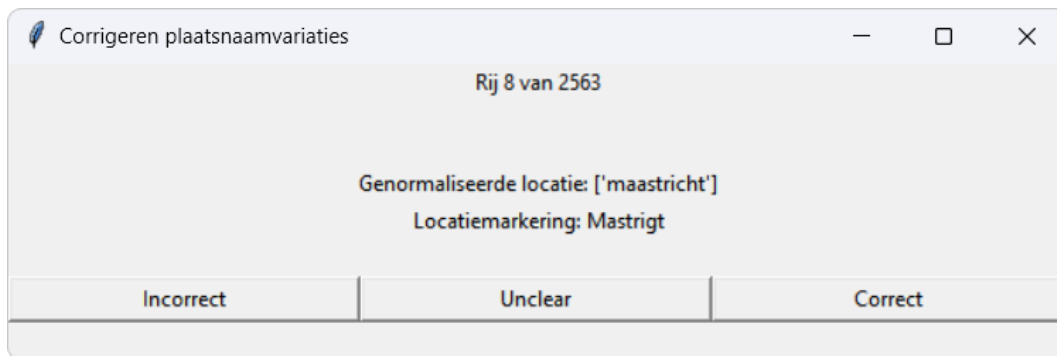 Corrigeren plaatsnaamvariaties
Rij 8 van 2563
Genormaliseerde locatie: ['maastricht']
Locatiemarkering: Mastrigt
Incorrect Unclear Correct